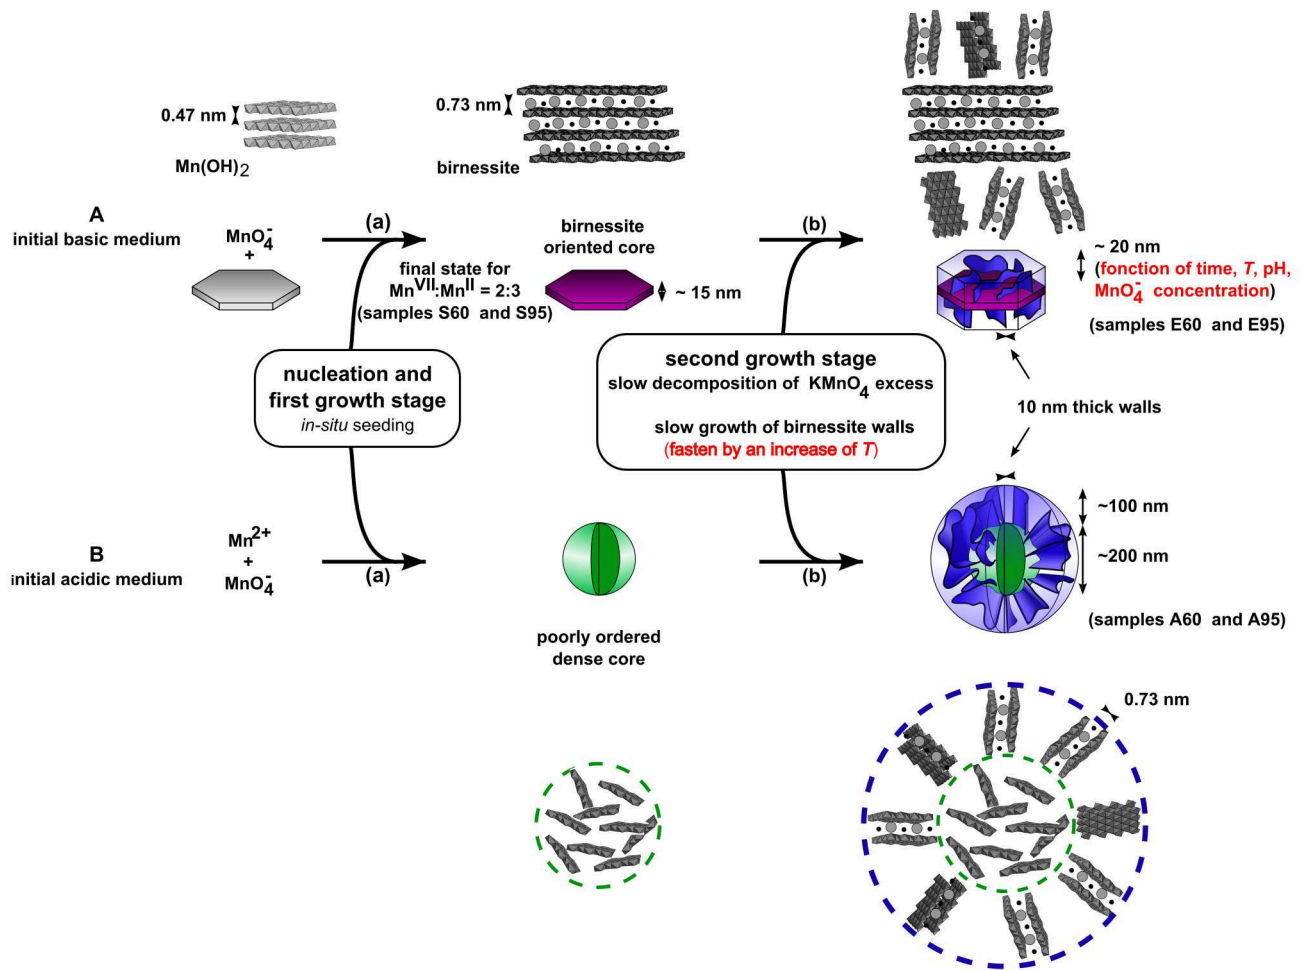 0.47 nm
Mn(OH)2
0.73 nm
birnessite
A
initial basic medium
MnO4-
+
(a)
final state for
MnVII:MnII = 2:3
(samples S60 and S95)
birnessite
oriented core
~ 15 nm
(b)
~ 20 nm
(fonction of time, T, pH,
MnO4- concentration)
(samples E60 and E95)
nucleation and
first growth stage
in-situ seeding
second growth stage
slow decomposition of KMnO4 excess
slow growth of birnessite walls
(fasten by an increase of T)
10 nm thick walls
B
initial acidic medium
Mn2+
+
MnO4-
(a)
poorly ordered
dense core
(b)
~100 nm
~200 nm
(samples A60 and A95)
0.73 nm